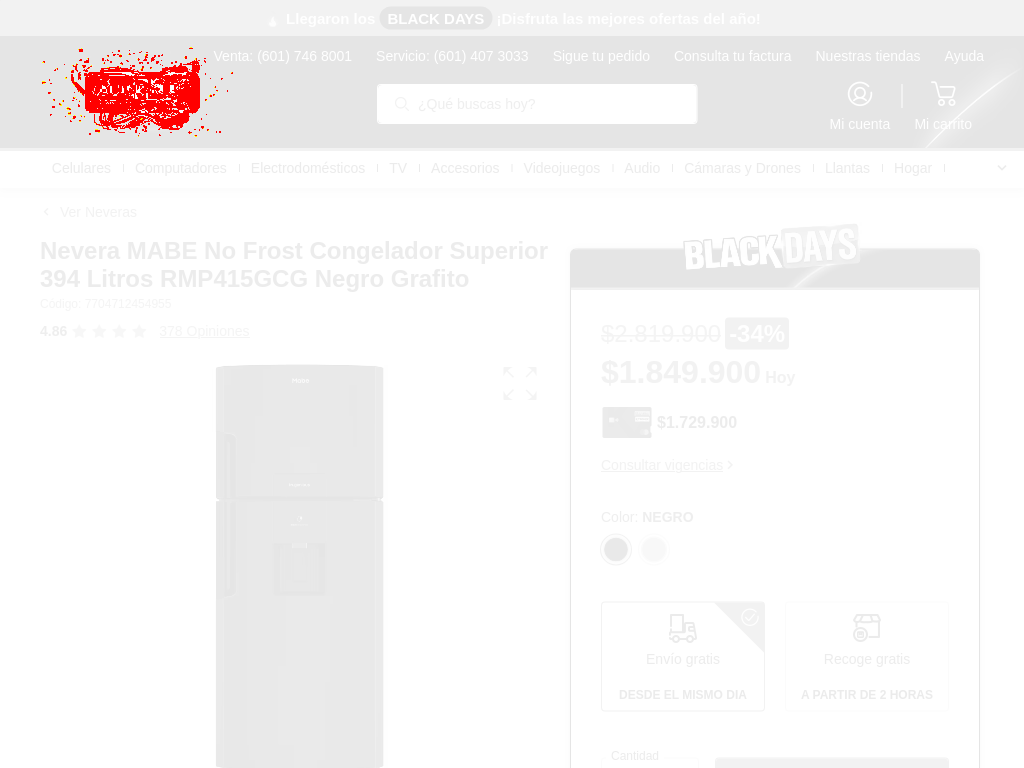 Llegaron los BLACK DAYS ¡Disfruta las mejores ofertas del año!
Venta: (601) 746 8001 Servicio: (601) 407 3033 Sigue tu pedido Consulta tu factura Nuestras tiendas Ayuda
¿Qué buscas hoy?
Mi cuenta Mi carrito
Celulares Computadores Electrodomésticos TV Accesorios Videojuegos Audio Cámaras y Drones Llantas Hogar
Ver Neveras
Nevera MABE No Frost Congelador Superior
394 Litros RMP415GCG Negro Grafito
Código: 7704712454955
4.86 378 Opiniones
BLACK DAYS
$2.819.900 -34%
$1.849.900 Hoy
$1.729.900
Consultar vigencias
Color: NEGRO
Envío gratis
DESDE EL MISMO DIA
Recoge gratis
A PARTIR DE 2 HORAS
Cantidad